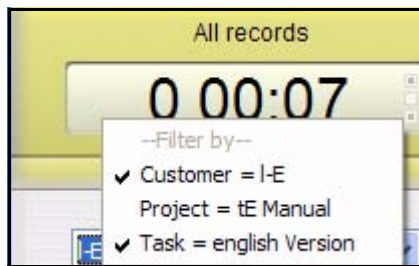 All records
0 00:07
--Filter by--
Customer = l-E
Project = tE Manual
l-E
Task = english Version